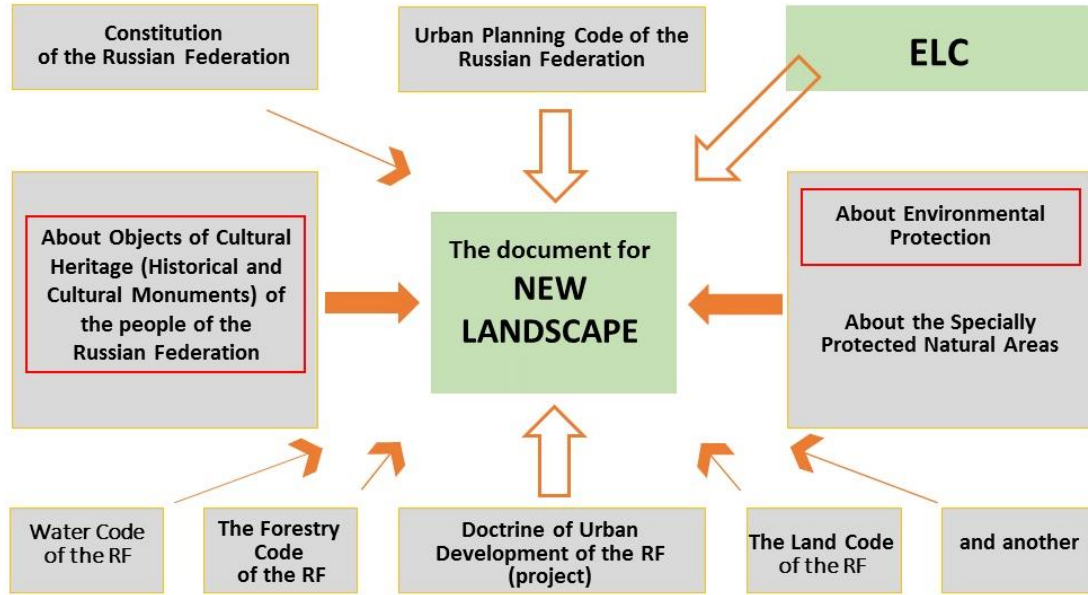 Constitution
of the Russian Federation
Urban Planning Code of the
Russian Federation
ELC
About Objects of Cultural
Heritage (Historical and
Cultural Monuments) of
the people of the
Russian Federation
The document for
NEW
LANDSCAPE
About Environmental
Protection
About the Specially
Protected Natural Areas
Water Code
of the RF
The Forestry
Code
of the RF
Doctrine of Urban
Development of the RF
(project)
The Land Code
of the RF
and another